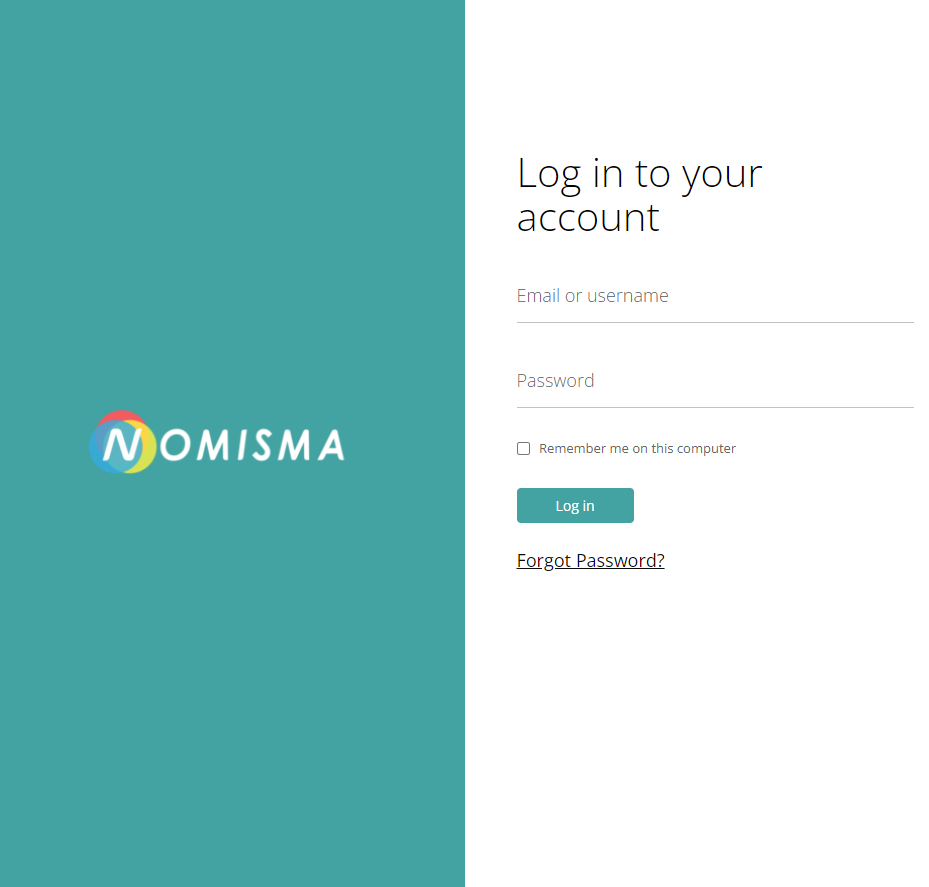 NOMISMA
Log in to your
account
Email or username
Password
Remember me on this computer
Log in
Forgot Password?